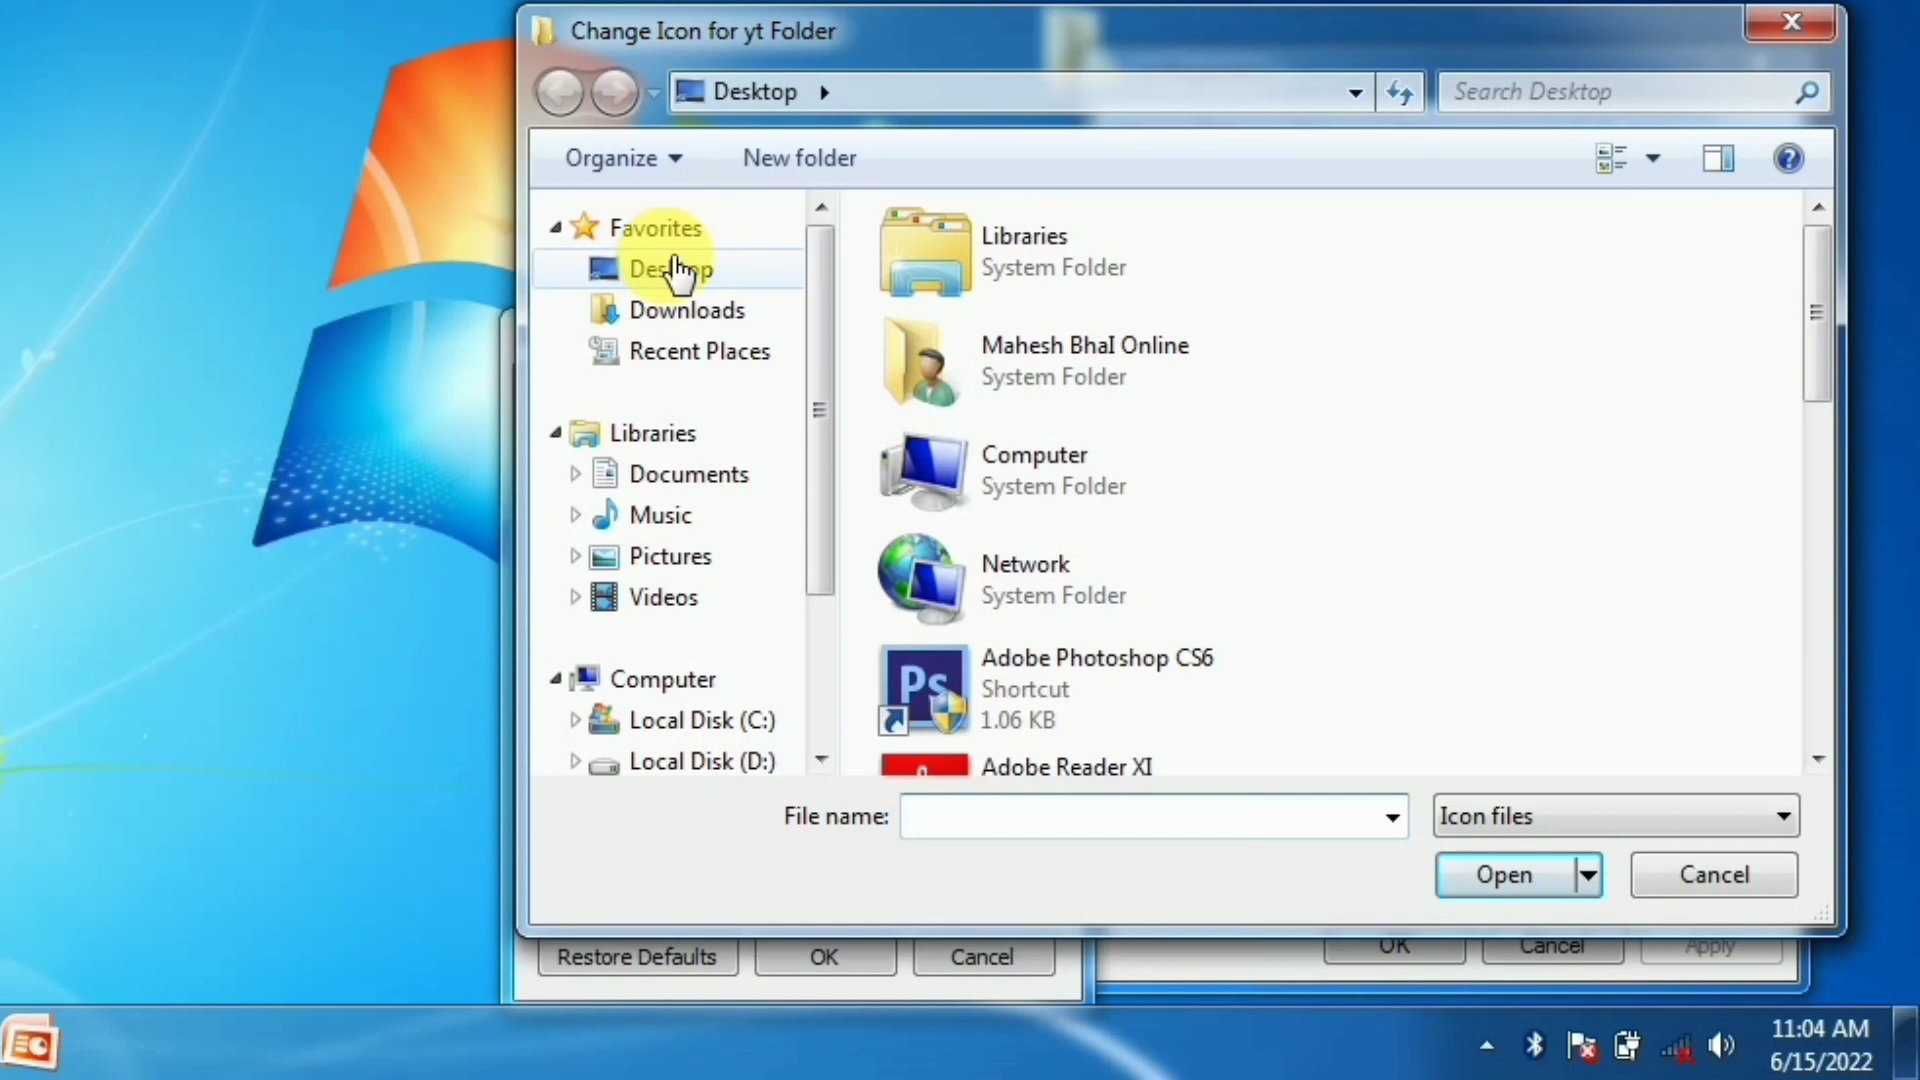 Change Icon for yt Folder
Desktop
Search Desktop
Organize
New folder
Favorites
Desktop
Downloads
Recent Places
Libraries
Documents
Music
Pictures
Videos
Computer
Local Disk (C:)
Local Disk (D:)
Libraries
System Folder
Mahesh BhaI Online
System Folder
Computer
System Folder
Network
System Folder
Ps
Adobe Photoshop CS6
Shortcut
1.06 KB
Adobe Reader XI
File name:
Icon files
Open
Cancel
Restore Defaults
OK
Cancel
OK
Cancel
Apply
11:04 AM
6/15/2022